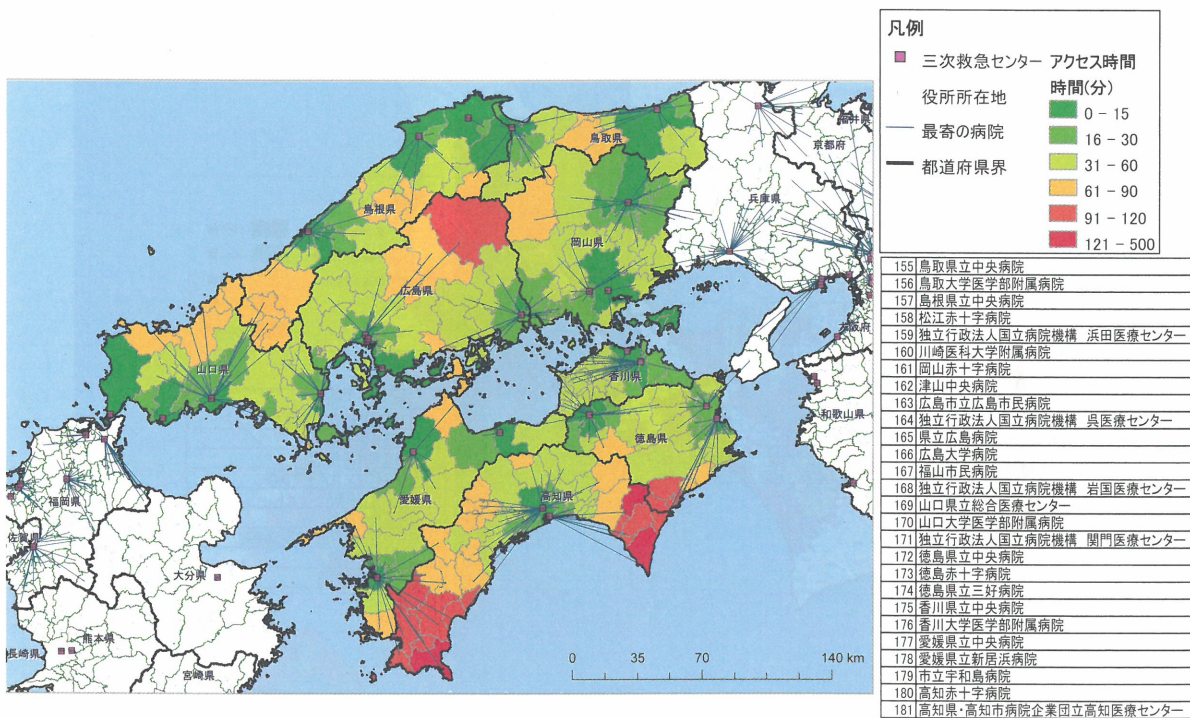 凡例
三次救急センター
役所所在地
最寄の病院
都道府県界
アクセス時間
時間(分)
0 - 15
16 - 30
31 - 60
61 - 90
91 - 120
121 - 500
鳥取県
福井県
京都府
兵庫県
島根県
岡山県
広島県
大阪府
山口県
香川県
和歌山県
徳島県
愛媛県
高知県
福岡県
佐賀県
大分県
熊本県
長崎県
宮崎県
0 35 70 140 km
155 鳥取県立中央病院
156 鳥取大学医学部附属病院
157 島根県立中央病院
158 松江赤十字病院
159 独立行政法人国立病院機構 浜田医療センター
160 川崎医科大学附属病院
161 岡山赤十字病院
162 津山中央病院
163 広島市立広島市民病院
164 独立行政法人国立病院機構 呉医療センター
165 県立広島病院
166 広島大学病院
167 福山市民病院
168 独立行政法人国立病院機構 岩国医療センター
169 山口県立総合医療センター
170 山口大学医学部附属病院
171 独立行政法人国立病院機構 関門医療センター
172 徳島県立中央病院
173 徳島赤十字病院
174 徳島県立三好病院
175 香川県立中央病院
176 香川大学医学部附属病院
177 愛媛県立中央病院
178 愛媛県立新居浜病院
179 市立宇和島病院
180 高知赤十字病院
181 高知県・高知市病院企業団立高知医療センター